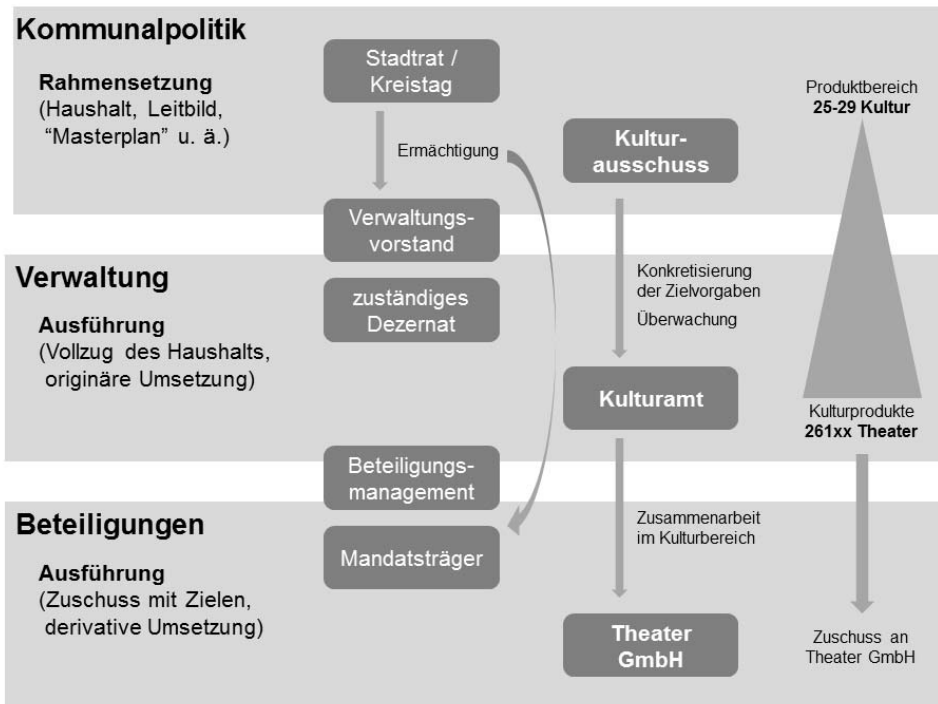 Kommunalpolitik
Rahmensetzung
(Haushalt, Leitbild,
“Masterplan” u. ä.)
Stadtrat /
Kreistag
Ermächtigung
Kultur-
ausschuss
Produktbereich
25-29 Kultur
Verwaltungs-
vorstand
Verwaltung
Ausführung
(Vollzug des Haushalts,
originäre Umsetzung)
zuständiges
Dezernat
Konkretisierung
der Zielvorgaben
Überwachung
Kulturamt
Kulturprodukte
261xx Theater
Beteiligungs-
management
Beteiligungen
Ausführung
(Zuschuss mit Zielen,
derivative Umsetzung)
Mandatsträger
Zusammenarbeit
im Kulturbereich
Theater
GmbH
Zuschuss an
Theater GmbH